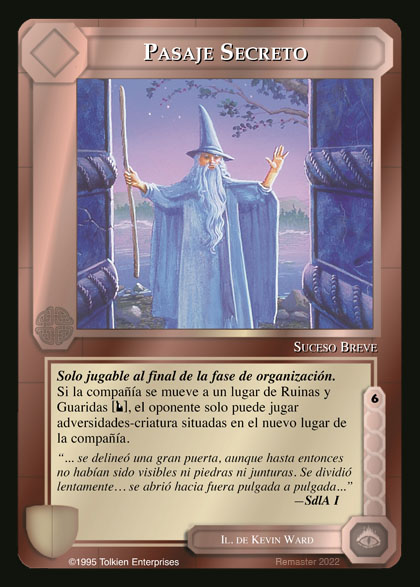 PASAJE SECRETO
SUCESO BREVE
Solo jugable al final de la fase de organización.
Si la compañía se mueve a un lugar de Ruinas y
Guaridas [], el oponente solo puede jugar
adversidades-criatura situadas en el nuevo lugar de
la compañía.
6
“... se delineó una gran puerta, aunque hasta entonces
no habían sido visibles ni piedras ni junturas. Se dividió
lentamente… se abrió hacia fuera pulgada a pulgada...”
—SdlA I
IL. DE KEVIN WARD
©1995 Tolkien Enterprises
Remaster 2022